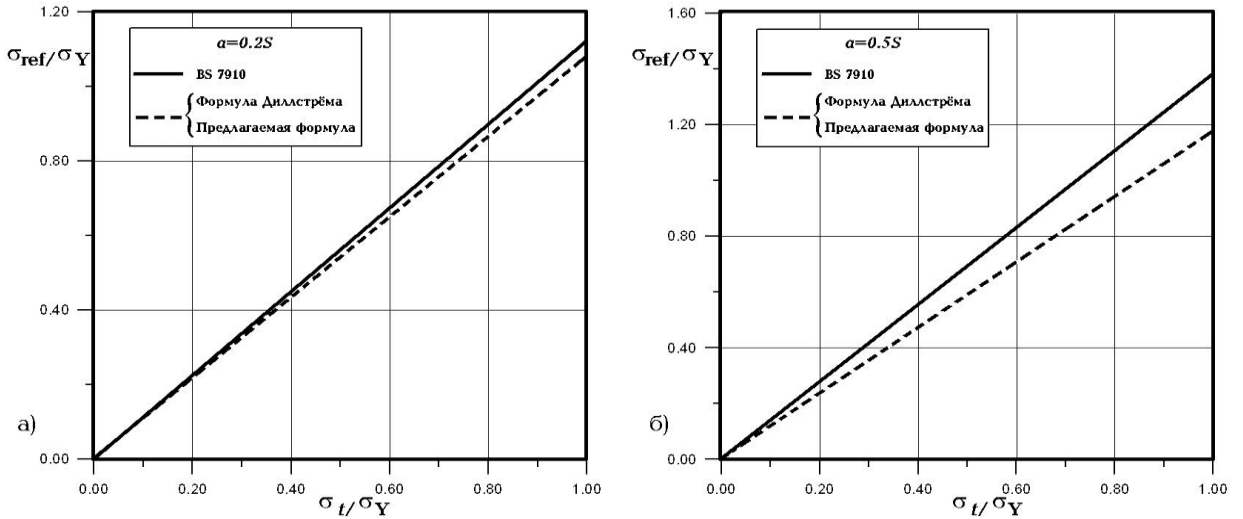 1.20
σref/σY
a=0.2S
BS 7910
Формула Диллстрёма
Предлагаемая формула
0.80
0.40
а)
0.00
0.00 0.20 0.40 0.60 0.80 1.00
σt/σY
1.60
σref/σY
a=0.5S
BS 7910
Формула Диллстрёма
Предлагаемая формула
1.20
0.80
0.40
б)
0.00
0.00 0.20 0.40 0.60 0.80 1.00
σt/σY